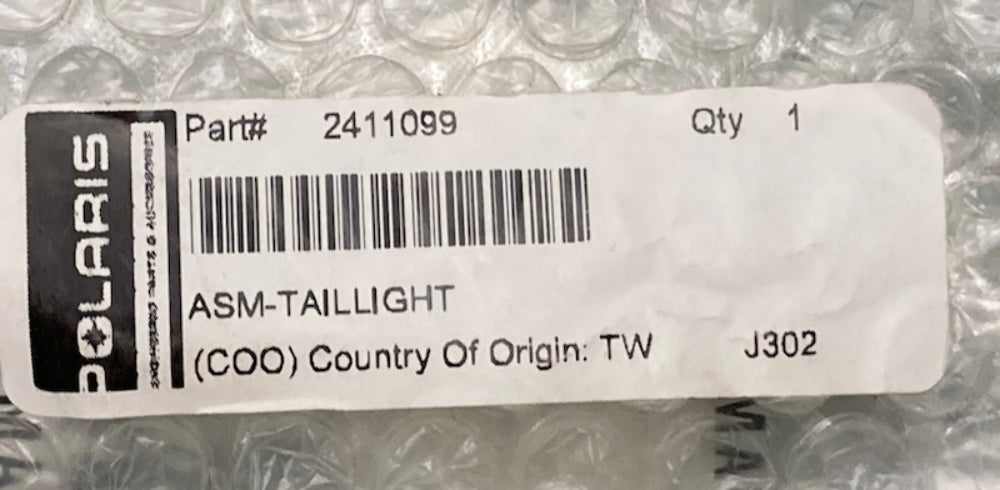 POLARIS
Part# 2411099 Qty 1
ASM-TAILLIGHT
(COO) Country Of Origin: TW J302